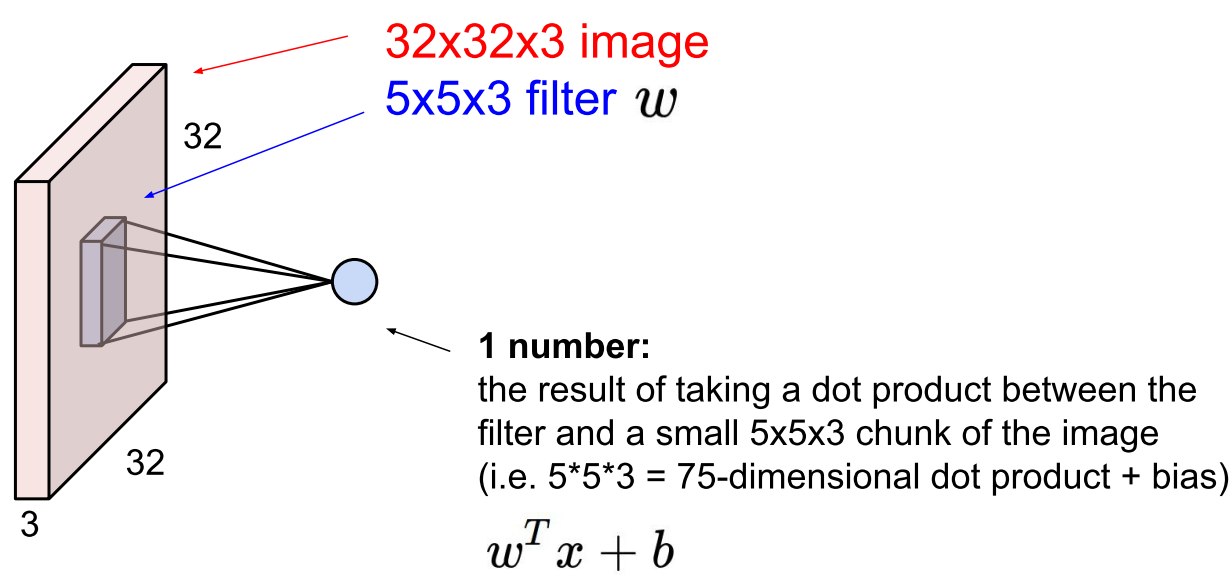 32x32x3 image
5x5x3 filter w
32
1 number:
the result of taking a dot product between the
filter and a small 5x5x3 chunk of the image
(i.e. 5*5*3 = 75-dimensional dot product + bias)
32
3
w^T x + b